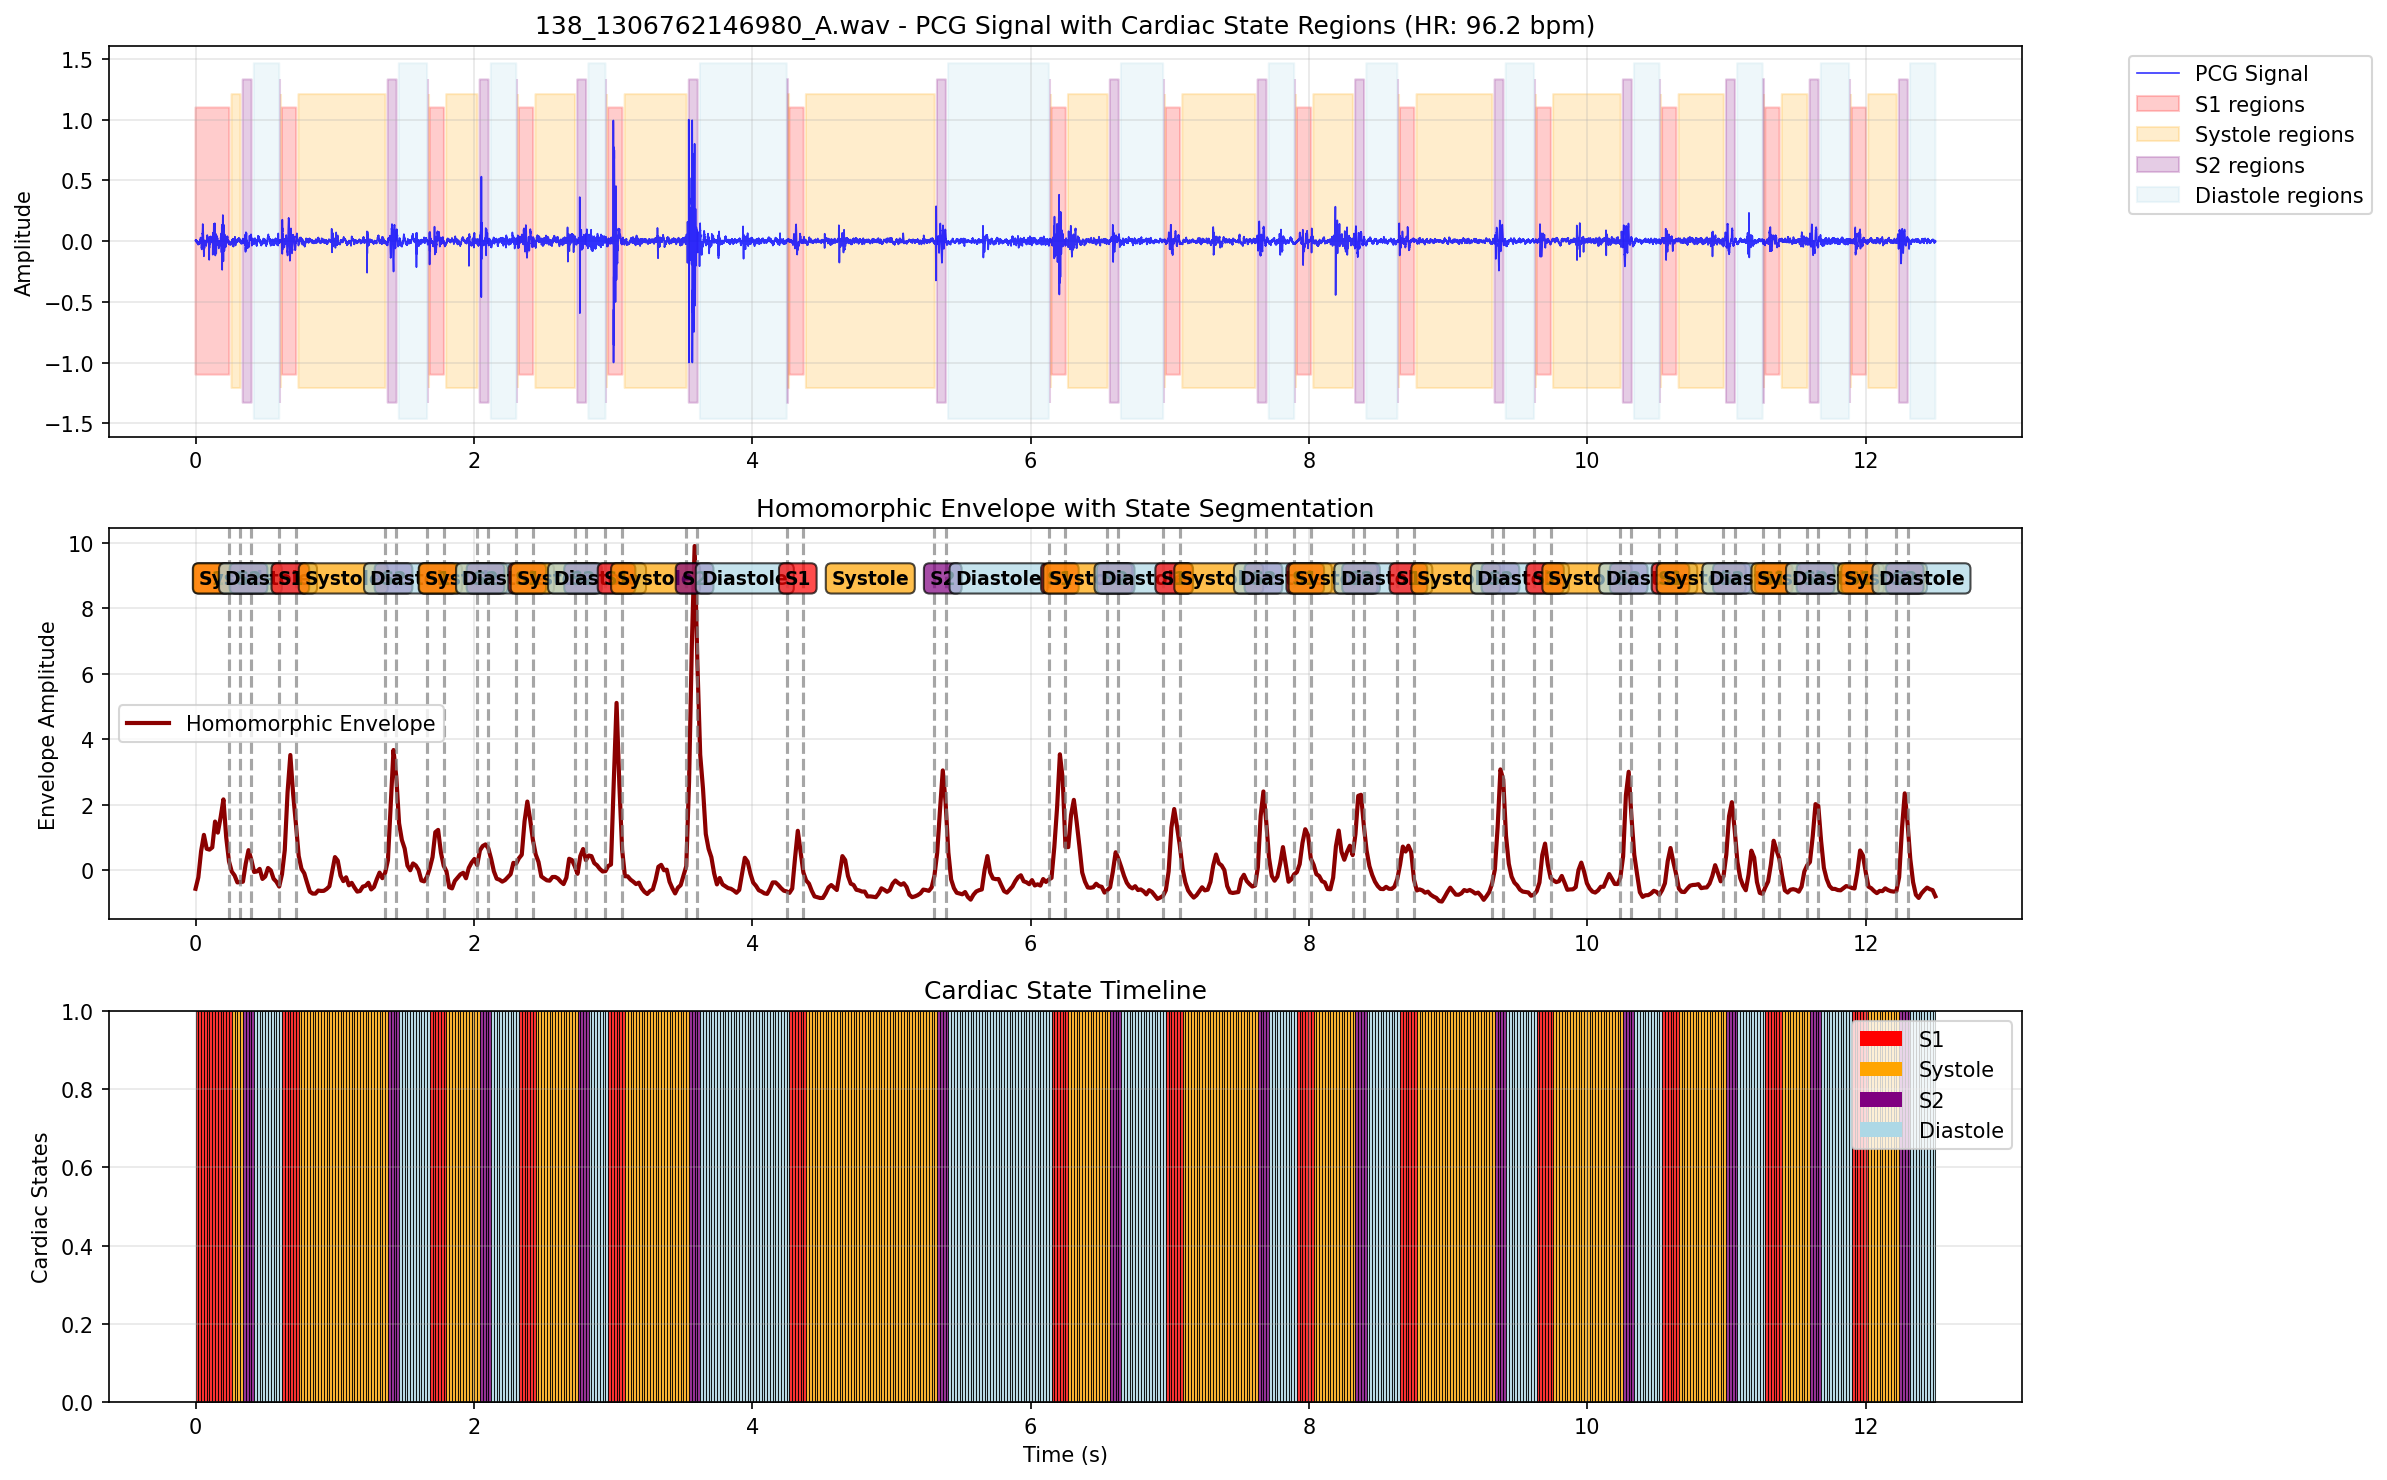 138_1306762146980_A.wav - PCG Signal with Cardiac State Regions (HR: 96.2 bpm)
Amplitude
1.5
1.0
0.5
0.0
−0.5
−1.0
−1.5
0 2 4 6 8 10 12
PCG Signal
S1 regions
Systole regions
S2 regions
Diastole regions
Homomorphic Envelope with State Segmentation
Envelope Amplitude
10
8
6
4
2
0
Diastole S1 Systole S2 Diastole Diastole
Homomorphic Envelope
0 2 4 6 8 10 12
Cardiac State Timeline
Cardiac States
1.0
0.8
0.6
0.4
0.2
0.0
S1
Systole
S2
Diastole
0 2 4 6 8 10 12
Time (s)